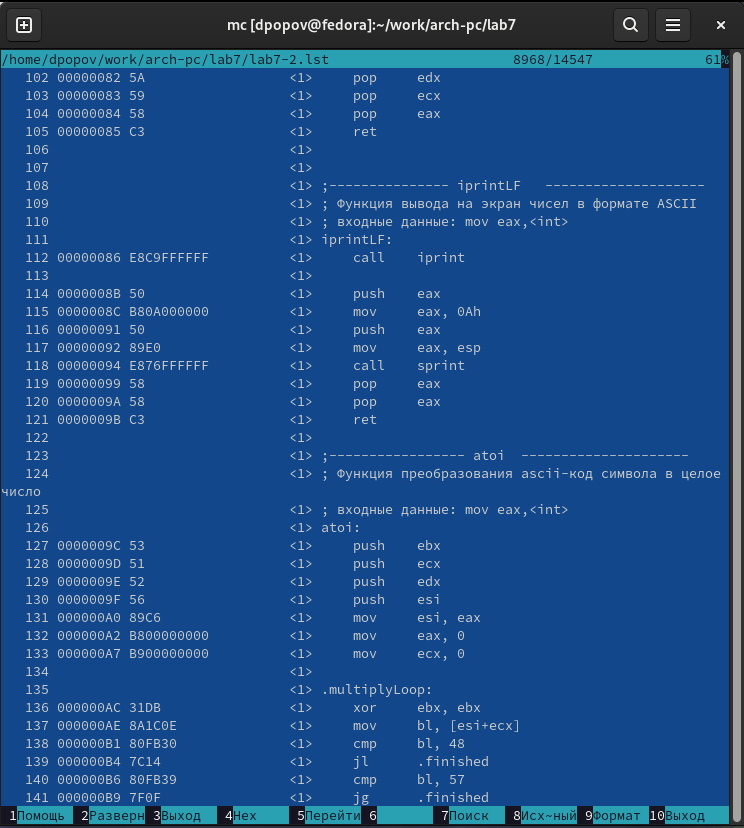 mc [dpopov@fedora]:~/work/arch-pc/lab7
/home/dpopov/work/arch-pc/lab7/lab7-2.lst 8968/14547 61%
102 00000082 5A <1> pop edx
103 00000083 59 <1> pop ecx
104 00000084 58 <1> pop eax
105 00000085 C3 <1> ret
106 <1>
107 <1>
108 <1> ;--------------- iprintLF --------------------
109 <1> ; Функция вывода на экран чисел в формате ASCII
110 <1> ; входные данные: mov eax,<int>
111 <1> iprintLF:
112 00000086 E8C9FFFFFF <1> call iprint
113 <1>
114 0000008B 50 <1> push eax
115 0000008C B80A000000 <1> mov eax, 0Ah
116 00000091 50 <1> push eax
117 00000092 89E0 <1> mov eax, esp
118 00000094 E876FFFFFF <1> call sprint
119 00000099 58 <1> pop eax
120 0000009A 58 <1> pop eax
121 0000009B C3 <1> ret
122 <1>
123 <1> ;----------------- atoi ---------------------
124 <1> ; Функция преобразования ascii-код символа в целое
число
125 <1> ; входные данные: mov eax,<int>
126 <1> atoi:
127 0000009C 53 <1> push ebx
128 0000009D 51 <1> push ecx
129 0000009E 52 <1> push edx
130 0000009F 56 <1> push esi
131 000000A0 89C6 <1> mov esi, eax
132 000000A2 B800000000 <1> mov eax, 0
133 000000A7 B900000000 <1> mov ecx, 0
134 <1>
135 <1> .multiplyLoop:
136 000000AC 31DB <1> xor ebx, ebx
137 000000AE 8A1C0E <1> mov bl, [esi+ecx]
138 000000B1 80FB30 <1> cmp bl, 48
139 000000B4 7C14 <1> jl .finished
140 000000B6 80FB39 <1> cmp bl, 57
141 000000B9 7F0F <1> jg .finished
1Помощь 2Разверн 3Выход 4Hex 5Перейти 6 7Поиск 8Исх~ный 9Формат 10Выход